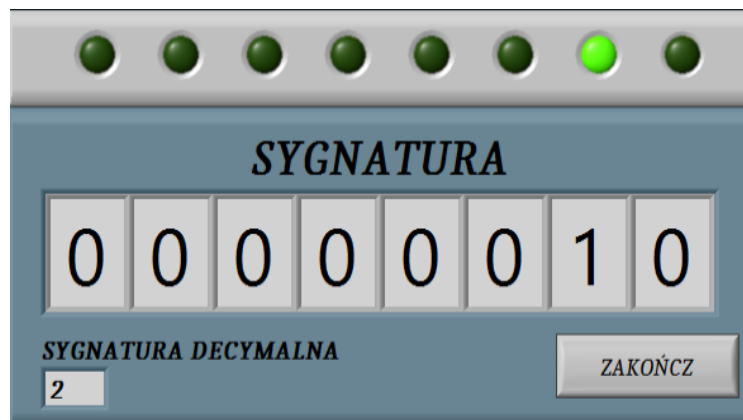 SYGNATURA
0 0 0 0 0 0 1 0
SYGNATURA DECYMALNA
2
ZAKOŃCZ